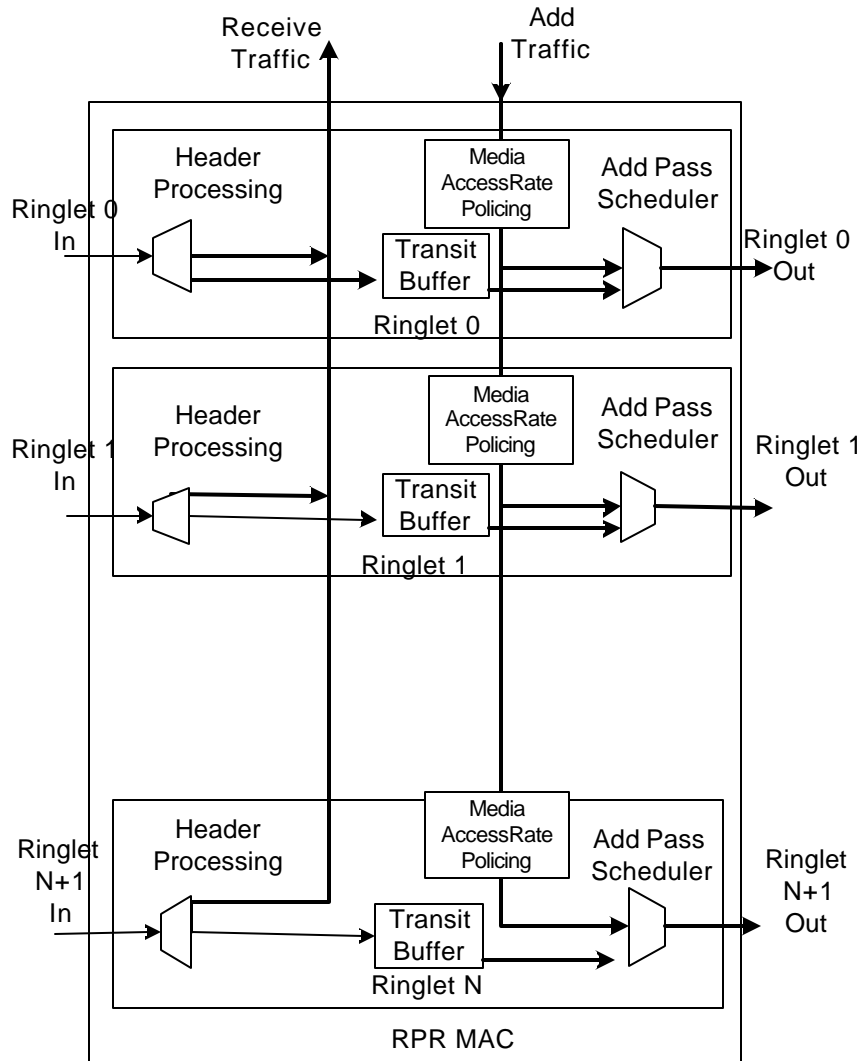 Receive
Traffic
Add
Traffic
Header
Processing
Media
AccessRate
Policing
Add Pass
Scheduler
Ringlet 0
In
Transit
Buffer
Ringlet 0
Out
Ringlet 0
Header
Processing
Media
AccessRate
Policing
Add Pass
Scheduler
Ringlet 1
In
Transit
Buffer
Ringlet 1
Out
Ringlet 1
Header
Processing
Media
AccessRate
Policing
Add Pass
Scheduler
Ringlet
N+1
In
Transit
Buffer
Ringlet
N+1
Out
Ringlet N
RPR MAC